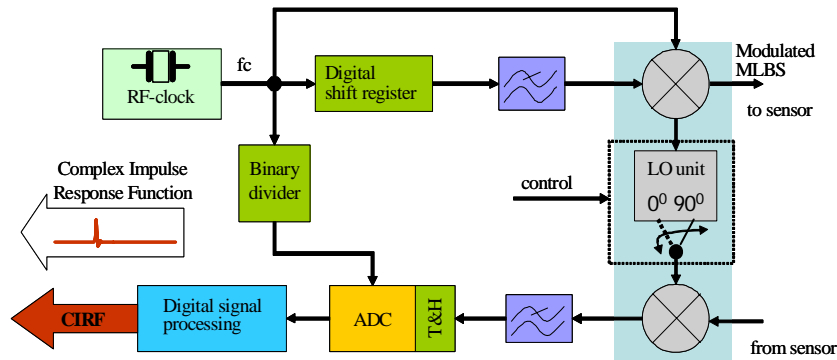 fc
RF-clock
Digital
shift register
Modulated
MLBS
to sensor
Complex Impulse
Response Function
Binary
divider
control
LO unit
0⁰ 90⁰
CIRF
Digital signal
processing
ADC
T&H
from sensor